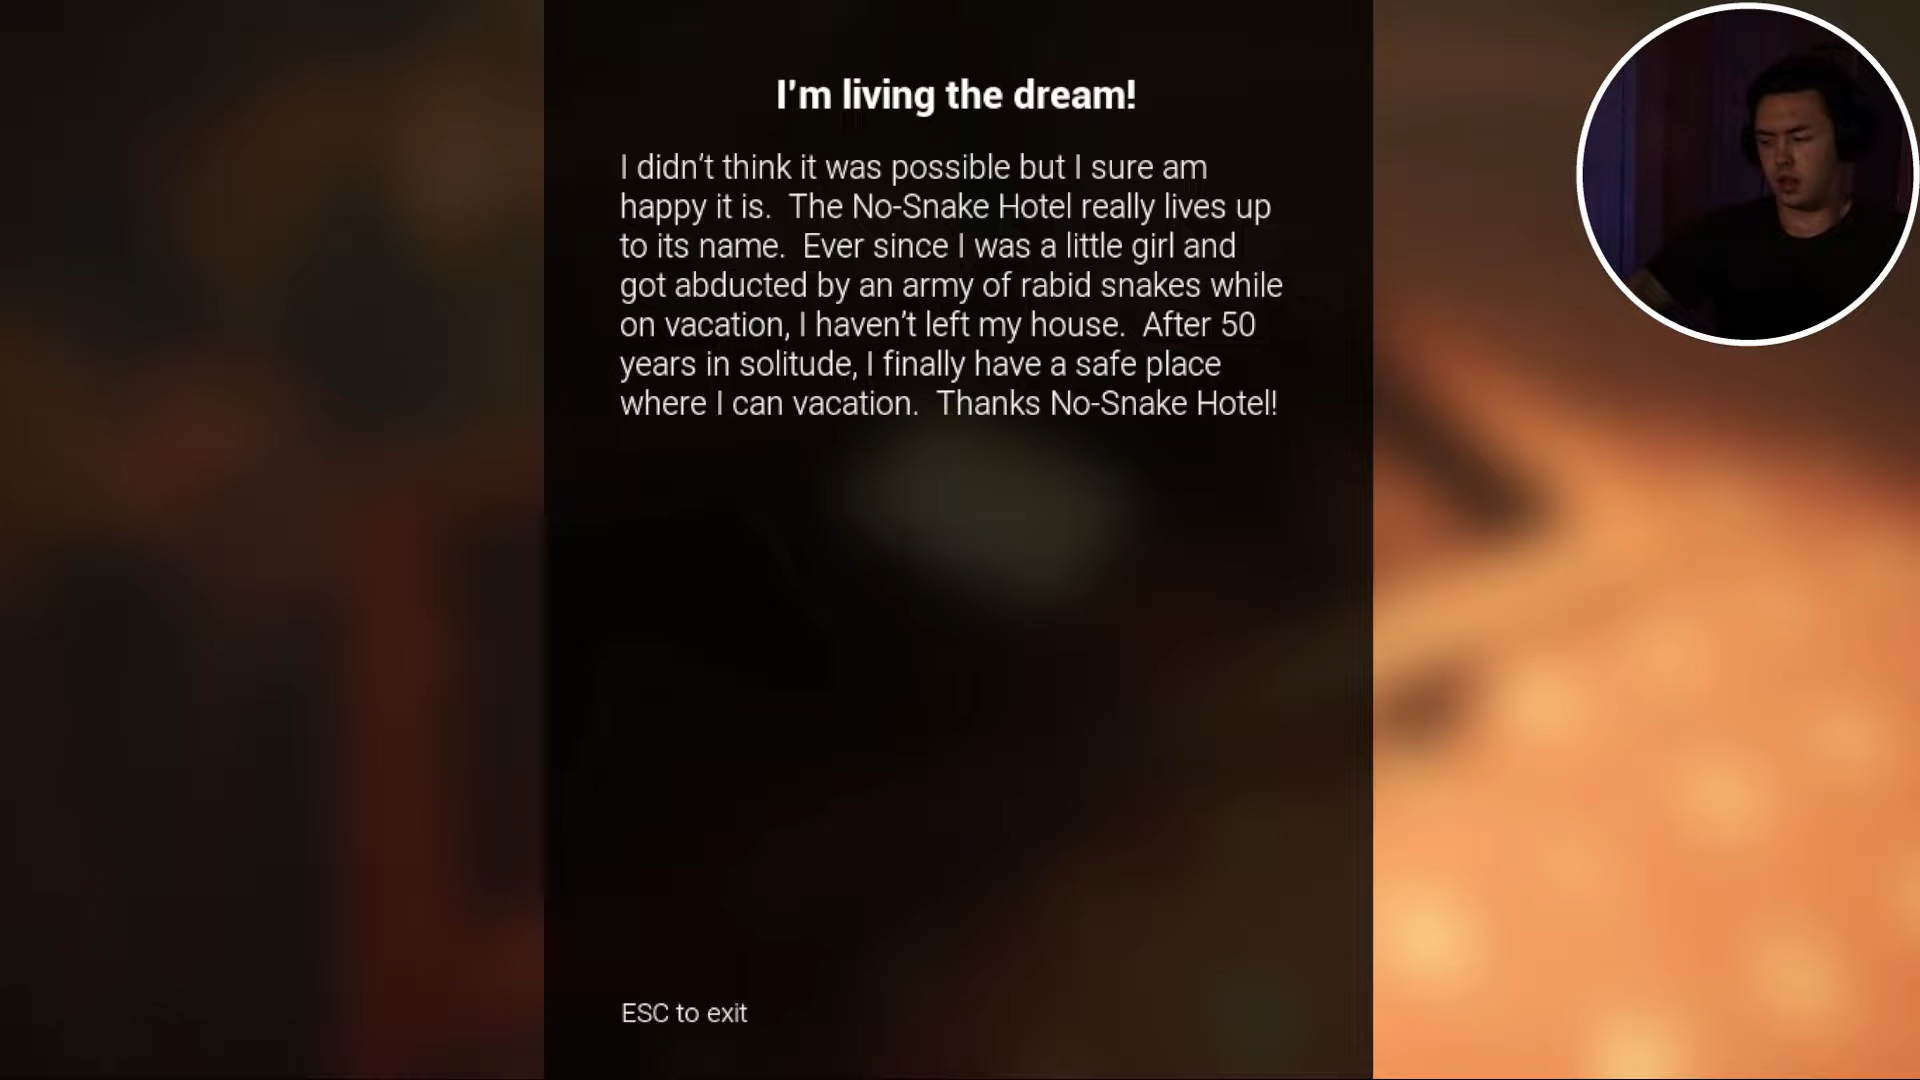 I'm living the dream!
I didn’t think it was possible but I sure am
happy it is.  The No-Snake Hotel really lives up
to its name.  Ever since I was a little girl and
got abducted by an army of rabid snakes while
on vacation, I haven’t left my house.  After 50
years in solitude, I finally have a safe place
where I can vacation.  Thanks No-Snake Hotel!
ESC to exit